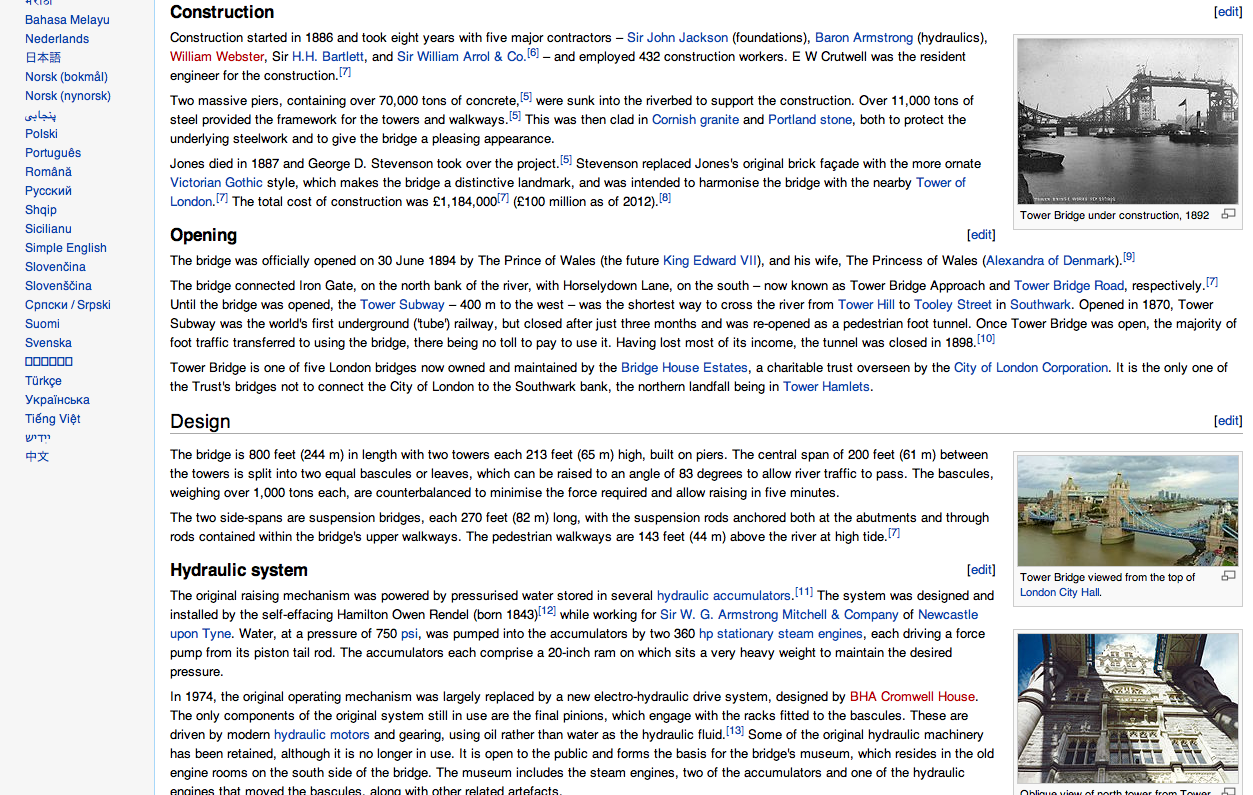 Bahasa Melayu
Nederlands
日本語
Norsk (bokmål)
Norsk (nynorsk)
پنجابی
Polski
Português
Română
Русский
Shqip
Sicilianu
Simple English
Slovenčina
Slovenščina
Српски / Srpski
Suomi
Svenska
Türkçe
Українська
Tiếng Việt
ייִדיש
中文
Construction
[edit]
Construction started in 1886 and took eight years with five major contractors – Sir John Jackson (foundations), Baron Armstrong (hydraulics),
William Webster, Sir H.H. Bartlett, and Sir William Arrol & Co.[6] – and employed 432 construction workers. E W Crutwell was the resident
engineer for the construction.[7]
Two massive piers, containing over 70,000 tons of concrete,[5] were sunk into the riverbed to support the construction. Over 11,000 tons of
steel provided the framework for the towers and walkways.[5] This was then clad in Cornish granite and Portland stone, both to protect the
underlying steelwork and to give the bridge a pleasing appearance.
Jones died in 1887 and George D. Stevenson took over the project.[5] Stevenson replaced Jones's original brick façade with the more ornate
Victorian Gothic style, which makes the bridge a distinctive landmark, and was intended to harmonise the bridge with the nearby Tower of
London.[7] The total cost of construction was £1,184,000[7] (£100 million as of 2012).[8]
Tower Bridge under construction, 1892
Opening
[edit]
The bridge was officially opened on 30 June 1894 by The Prince of Wales (the future King Edward VII), and his wife, The Princess of Wales (Alexandra of Denmark).[9]
The bridge connected Iron Gate, on the north bank of the river, with Horselydown Lane, on the south – now known as Tower Bridge Approach and Tower Bridge Road, respectively.[7]
Until the bridge was opened, the Tower Subway – 400 m to the west – was the shortest way to cross the river from Tower Hill to Tooley Street in Southwark. Opened in 1870, Tower
Subway was the world's first underground ('tube') railway, but closed after just three months and was re-opened as a pedestrian foot tunnel. Once Tower Bridge was open, the majority of
foot traffic transferred to using the bridge, there being no toll to pay to use it. Having lost most of its income, the tunnel was closed in 1898.[10]
Tower Bridge is one of five London bridges now owned and maintained by the Bridge House Estates, a charitable trust overseen by the City of London Corporation. It is the only one of
the Trust's bridges not to connect the City of London to the Southwark bank, the northern landfall being in Tower Hamlets.
Design
[edit]
The bridge is 800 feet (244 m) in length with two towers each 213 feet (65 m) high, built on piers. The central span of 200 feet (61 m) between
the towers is split into two equal bascules or leaves, which can be raised to an angle of 83 degrees to allow river traffic to pass. The bascules,
weighing over 1,000 tons each, are counterbalanced to minimise the force required and allow raising in five minutes.
The two side-spans are suspension bridges, each 270 feet (82 m) long, with the suspension rods anchored both at the abutments and through
rods contained within the bridge's upper walkways. The pedestrian walkways are 143 feet (44 m) above the river at high tide.[7]
Tower Bridge viewed from the top of
London City Hall.
Hydraulic system
[edit]
The original raising mechanism was powered by pressurised water stored in several hydraulic accumulators.[11] The system was designed and
installed by the self-effacing Hamilton Owen Rendel (born 1843)[12] while working for Sir W. G. Armstrong Mitchell & Company of Newcastle
upon Tyne. Water, at a pressure of 750 psi, was pumped into the accumulators by two 360 hp stationary steam engines, each driving a force
pump from its piston tail rod. The accumulators each comprise a 20-inch ram on which sits a very heavy weight to maintain the desired
pressure.
In 1974, the original operating mechanism was largely replaced by a new electro-hydraulic drive system, designed by BHA Cromwell House.
The only components of the original system still in use are the final pinions, which engage with the racks fitted to the bascules. These are
driven by modern hydraulic motors and gearing, using oil rather than water as the hydraulic fluid.[13] Some of the original hydraulic machinery
has been retained, although it is no longer in use. It is open to the public and forms the basis for the bridge's museum, which resides in the old
engine rooms on the south side of the bridge. The museum includes the steam engines, two of the accumulators and one of the hydraulic
engines that moved the bascules, along with other related artefacts.
Oblique view of north tower from Tower